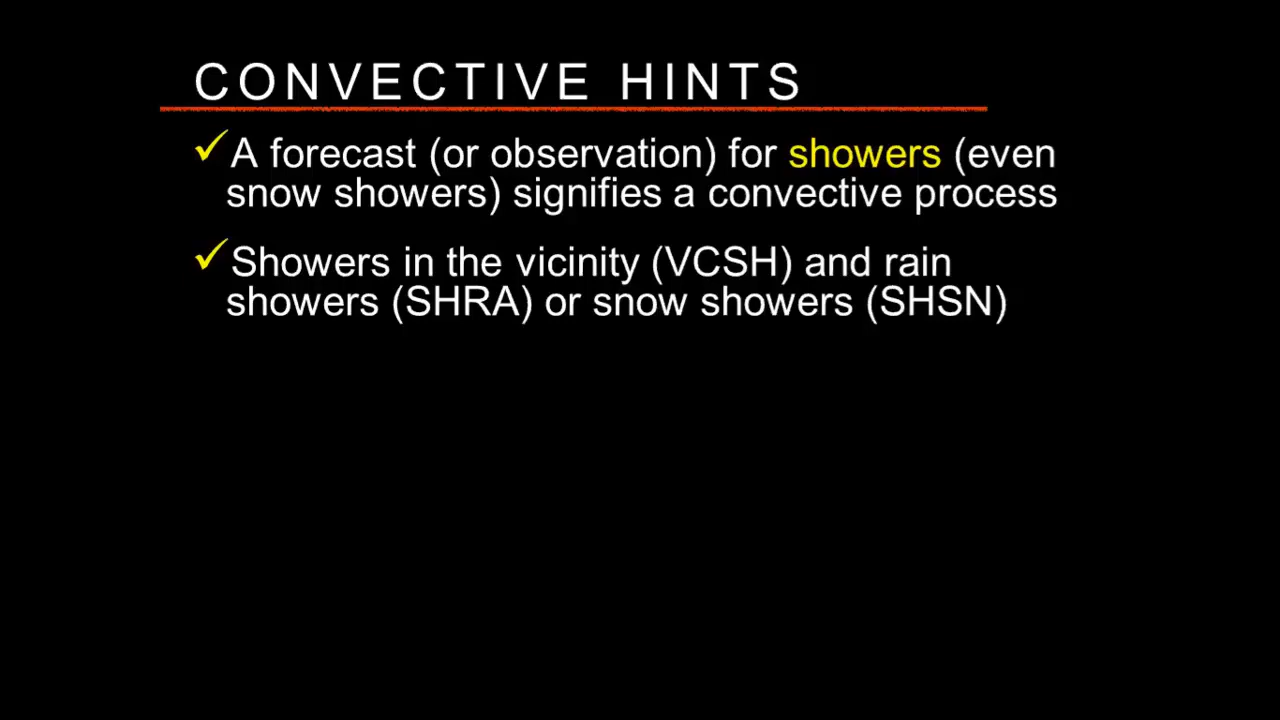 CONVECTIVE HINTS
✓A forecast (or observation) for showers (even
snow showers) signifies a convective process
✓Showers in the vicinity (VCSH) and rain
showers (SHRA) or snow showers (SHSN)